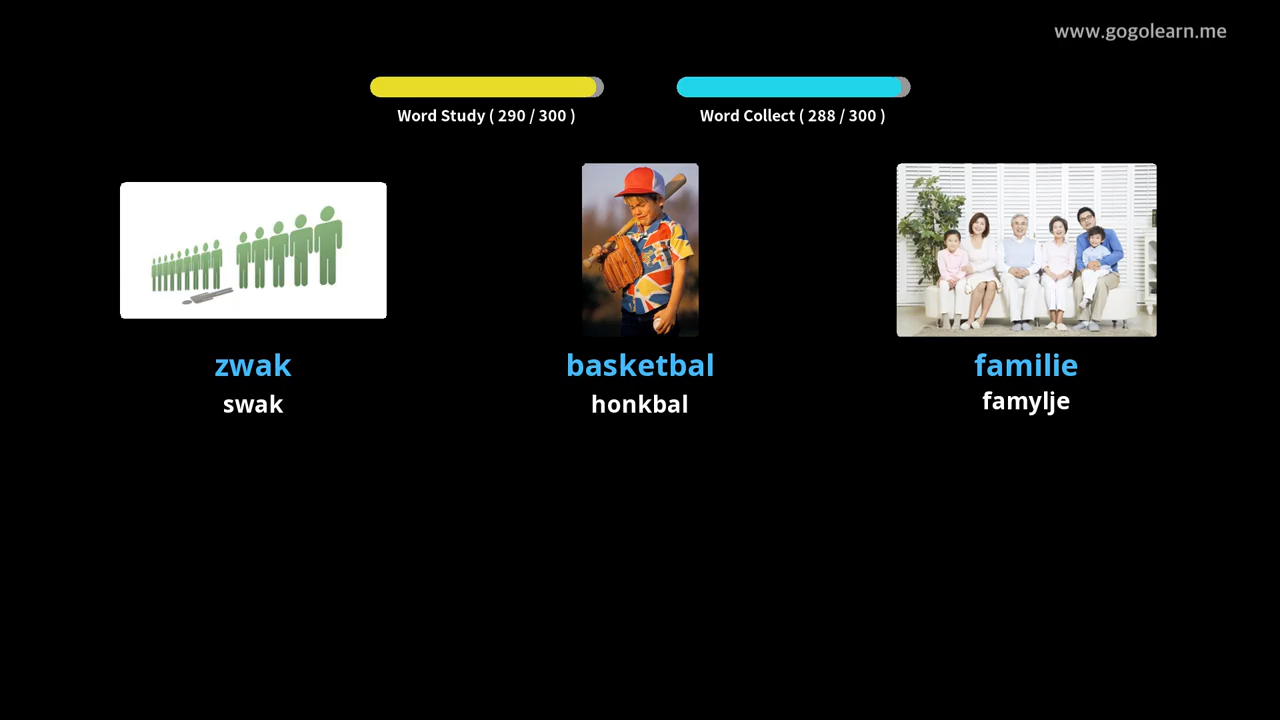 www.gogolearn.me
Word Study ( 290 / 300 )
Word Collect ( 288 / 300 )
zwak
basketbal
familie
swak
honkbal
famylje